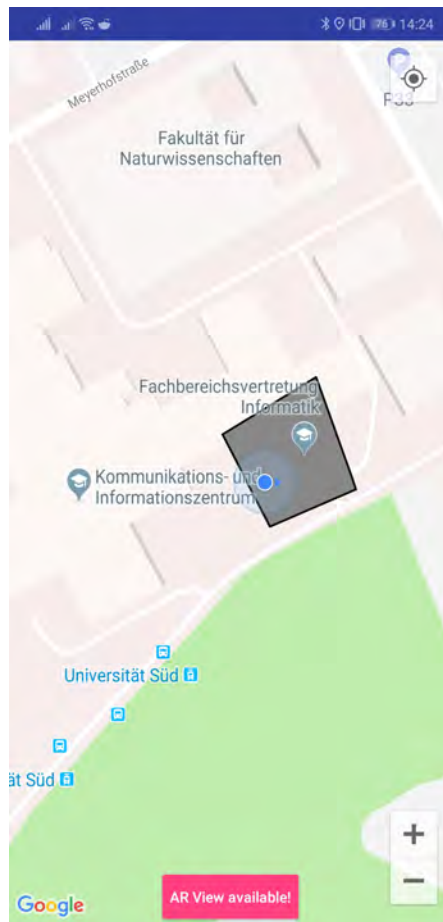 76 14:24
Meyerhofstraße
P33
Fakultät für
Naturwissenschaften
Fachbereichsvertretung
Informatik
Kommunikations- und
Informationszentrum
Universität Süd
ät Süd
+
−
Google
AR View available!